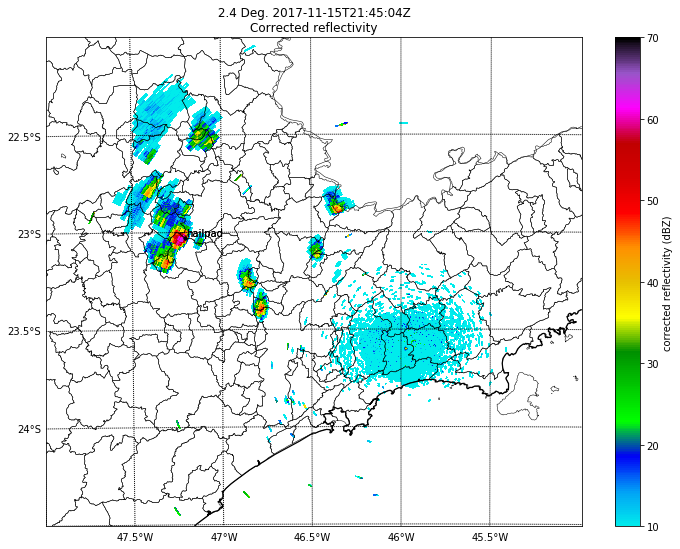 2.4 Deg. 2017-11-15T21:45:04Z
Corrected reflectivity
70
60
50
40
30
20
10
corrected reflectivity (dBZ)
22.5°S
23°S
23.5°S
24°S
hailpad
47.5°W
47°W
46.5°W
46°W
45.5°W